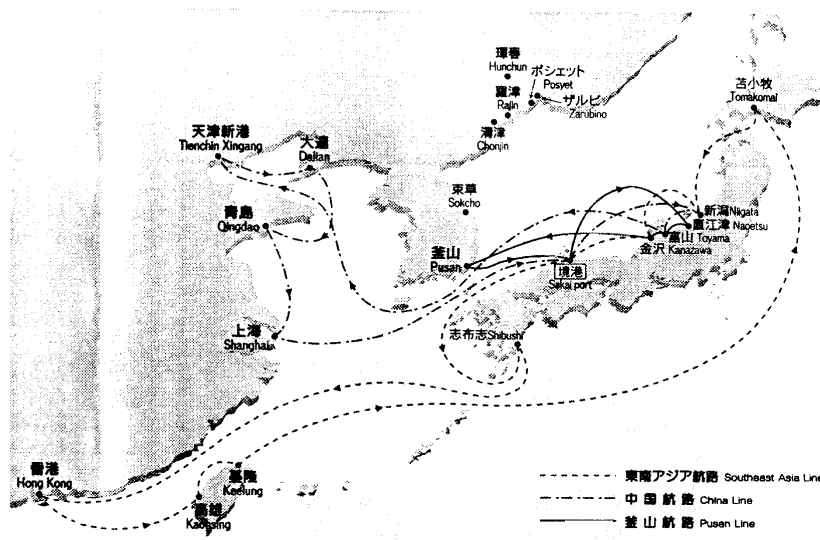 琿春
Hunchun
ポシェット
Posyet
羅津
Rajin
ザルビノ
Zarubino
清津
Chonjin
苫小牧
Tomakomai
天津新港
Tienchin Xingang
大連
Dalian
束草
Sokcho
青島
Qingdao
新潟 Niigata
直江津 Naoetsu
富山 Toyama
金沢 Kanazawa
釜山
Pusan
境港
Sakai port
上海
Shanghai
志布志 Shibushi
香港
Hong Kong
基隆
Keelung
高雄
東南アジア航路 Southeast Asia Line
中国航路 China Line
釜山航路 Pusan Line